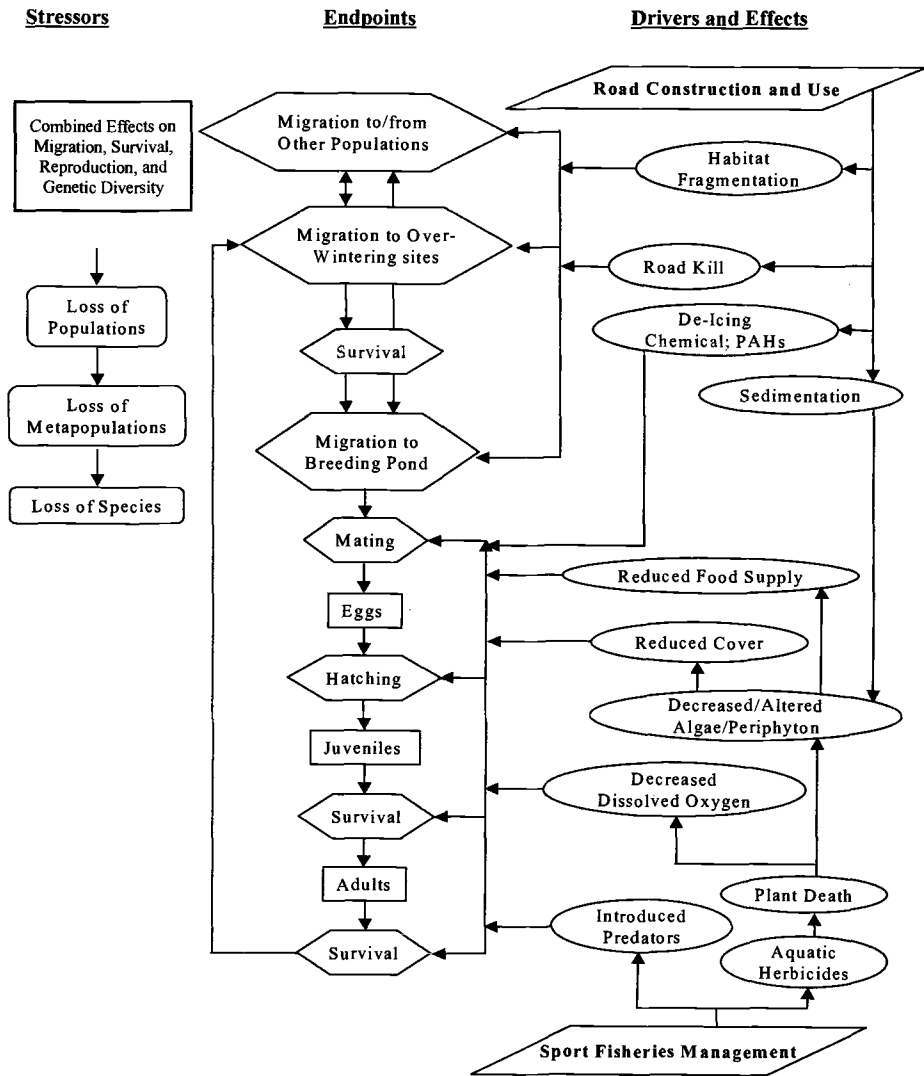 Stressors
Endpoints
Drivers and Effects
Combined Effects on
Migration, Survival,
Reproduction, and
Genetic Diversity
Loss of
Populations
Loss of
Metapopulations
Loss of Species
Migration to/from
Other Populations
Migration to Over-
Wintering sites
Survival
Migration to
Breeding Pond
Mating
Eggs
Hatching
Juveniles
Survival
Adults
Survival
Road Construction and Use
Habitat
Fragmentation
Road Kill
De-Icing
Chemical; PAHs
Sedimentation
Reduced Food Supply
Reduced Cover
Decreased/Altered
Algae/Periphyton
Decreased
Dissolved Oxygen
Plant Death
Introduced
Predators
Aquatic
Herbicides
Sport Fisheries Management